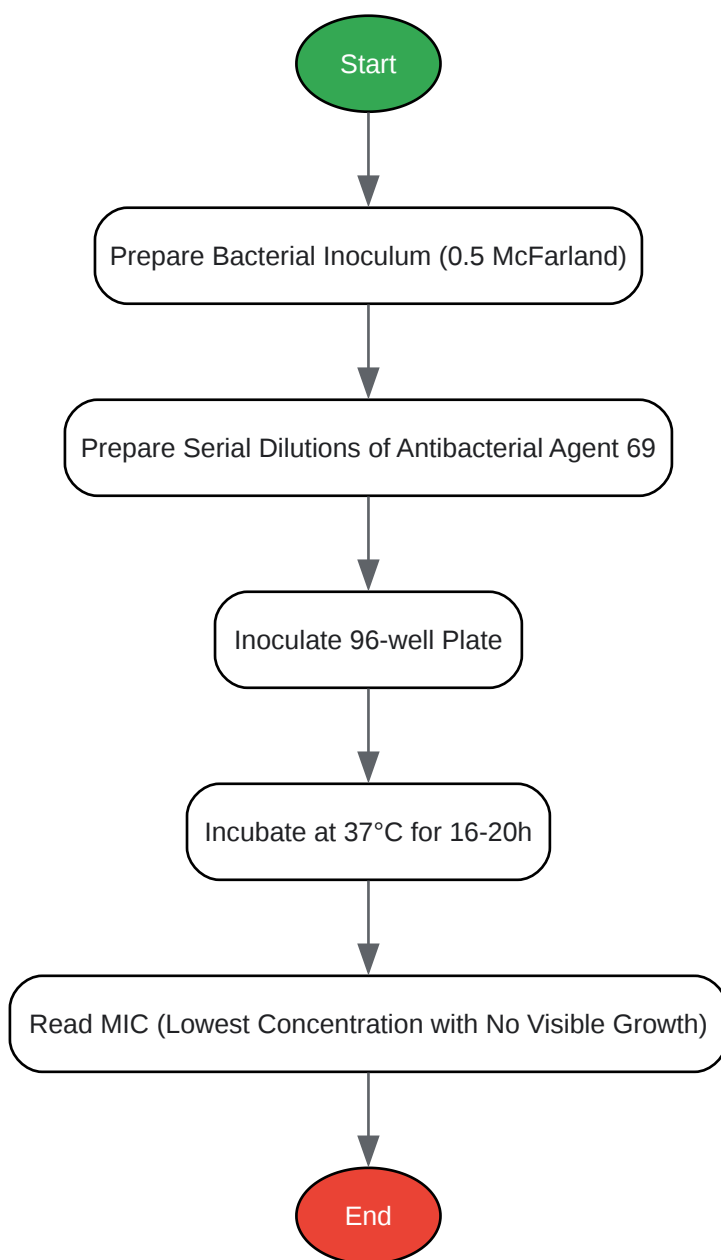 Start
Prepare Bacterial Inoculum (0.5 McFarland)
Prepare Serial Dilutions of Antibacterial Agent 69
Inoculate 96-well Plate
Incubate at 37°C for 16-20h
Read MIC (Lowest Concentration with No Visible Growth)
End